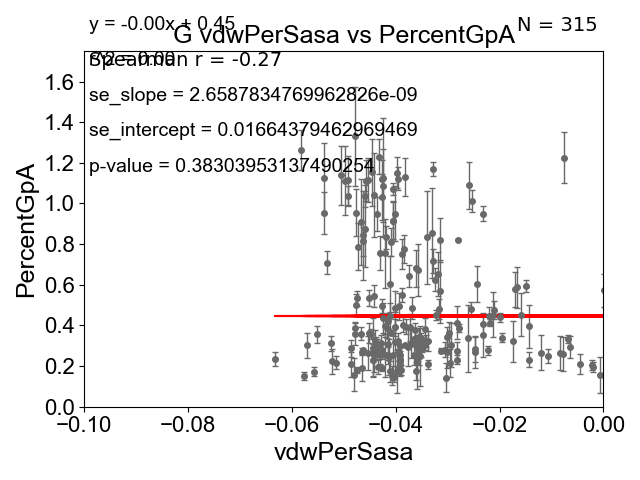 y = -0.00x + 0.45
N = 315
G vdwPerSasa vs PercentGpA
Spearman r = -0.27
se_slope = 2.6587834769962826e-09
se_intercept = 0.01664379462969469
p-value = 0.38303953137490254
PercentGpA
1.6
1.4
1.2
1.0
0.8
0.6
0.4
0.2
0.0
−0.10
−0.08
−0.06
−0.04
−0.02
0.00
vdwPerSasa